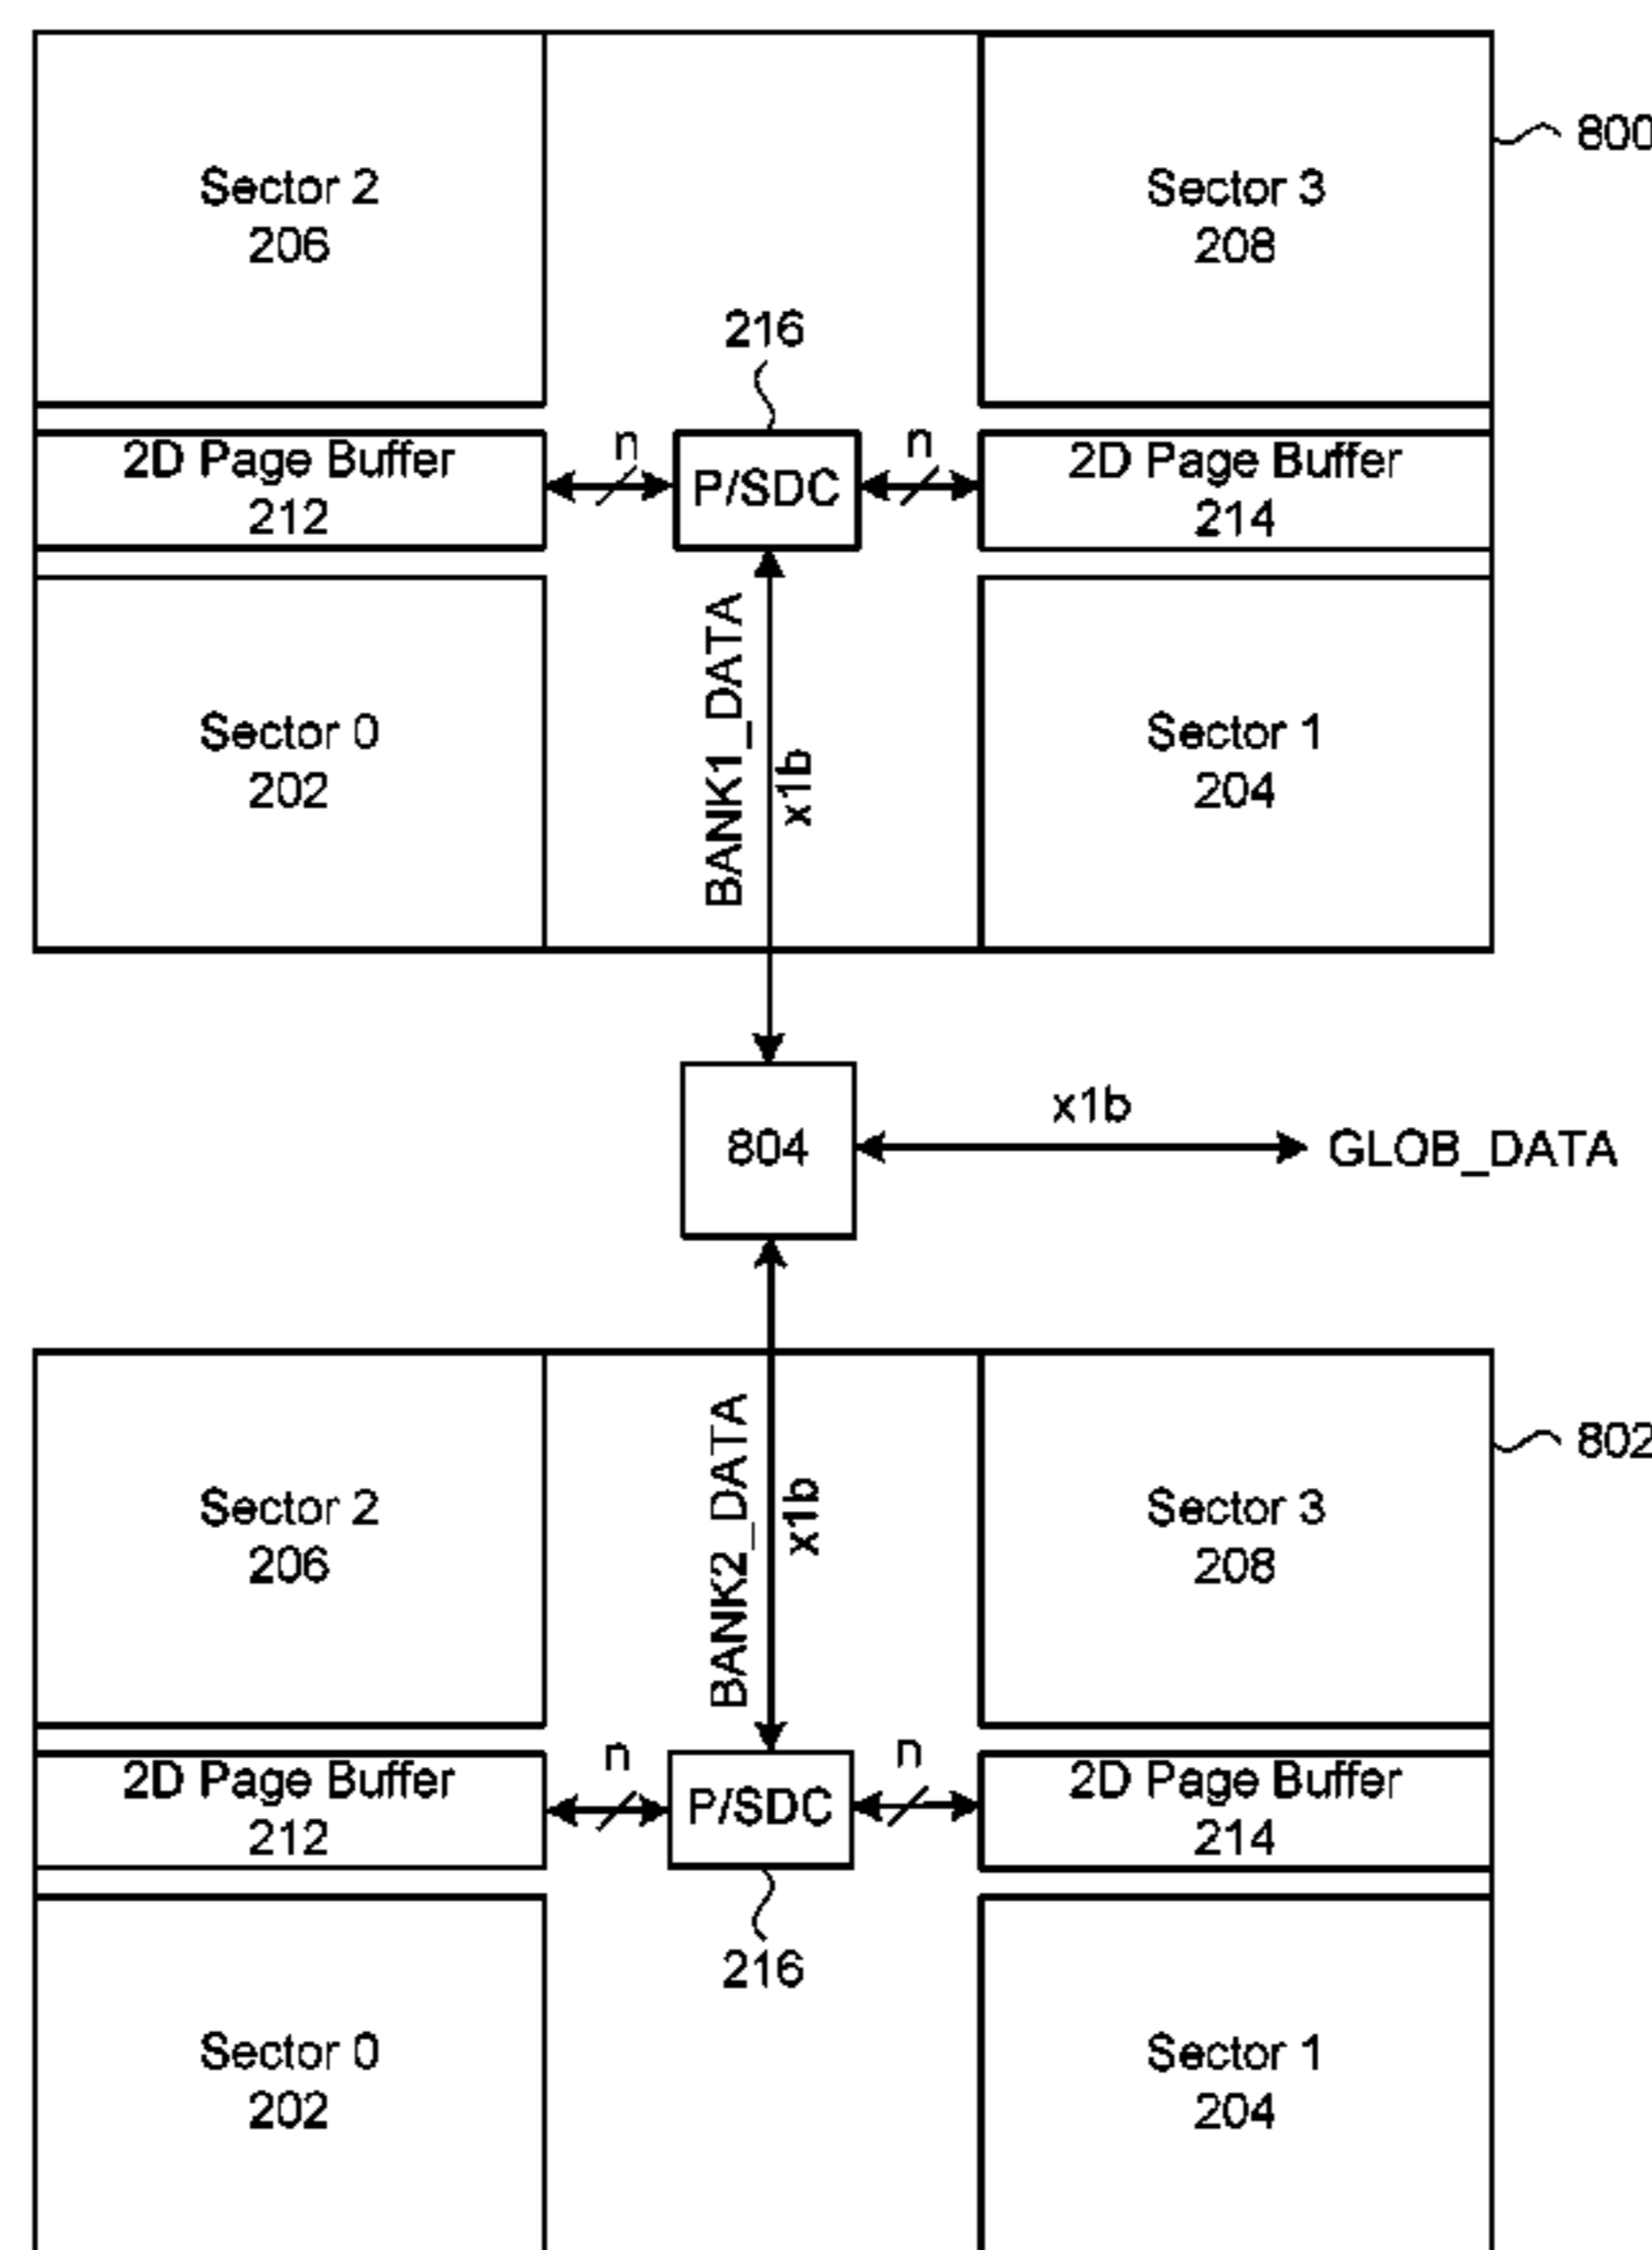 800
Sector 2
206
Sector 3
208
216
2D Page Buffer
212
n
P/SDC
n
2D Page Buffer
214
BANK1_DATA
x1b
Sector 0
202
Sector 1
204
804
x1b
GLOB_DATA
802
Sector 2
206
BANK2_DATA
x1b
Sector 3
208
2D Page Buffer
212
n
P/SDC
n
2D Page Buffer
214
216
Sector 0
202
Sector 1
204